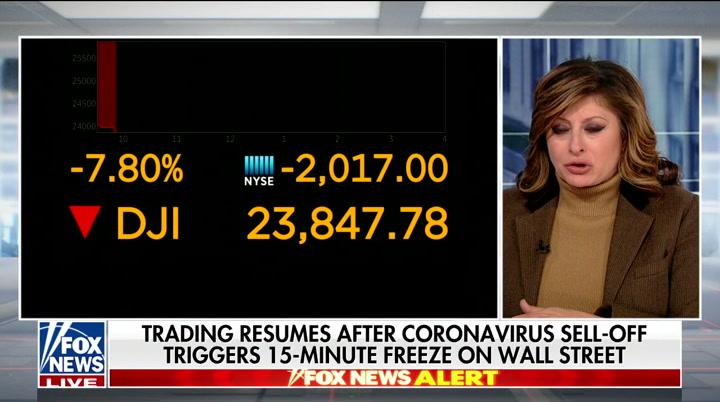 25500
25000
24500
24000
10
11
12
1
2
3
4
-7.80%
NYSE
-2,017.00
DJI
23,847.78
FOX
NEWS
LIVE
TRADING RESUMES AFTER CORONAVIRUS SELL-OFF
TRIGGERS 15-MINUTE FREEZE ON WALL STREET
FOX NEWS ALERT